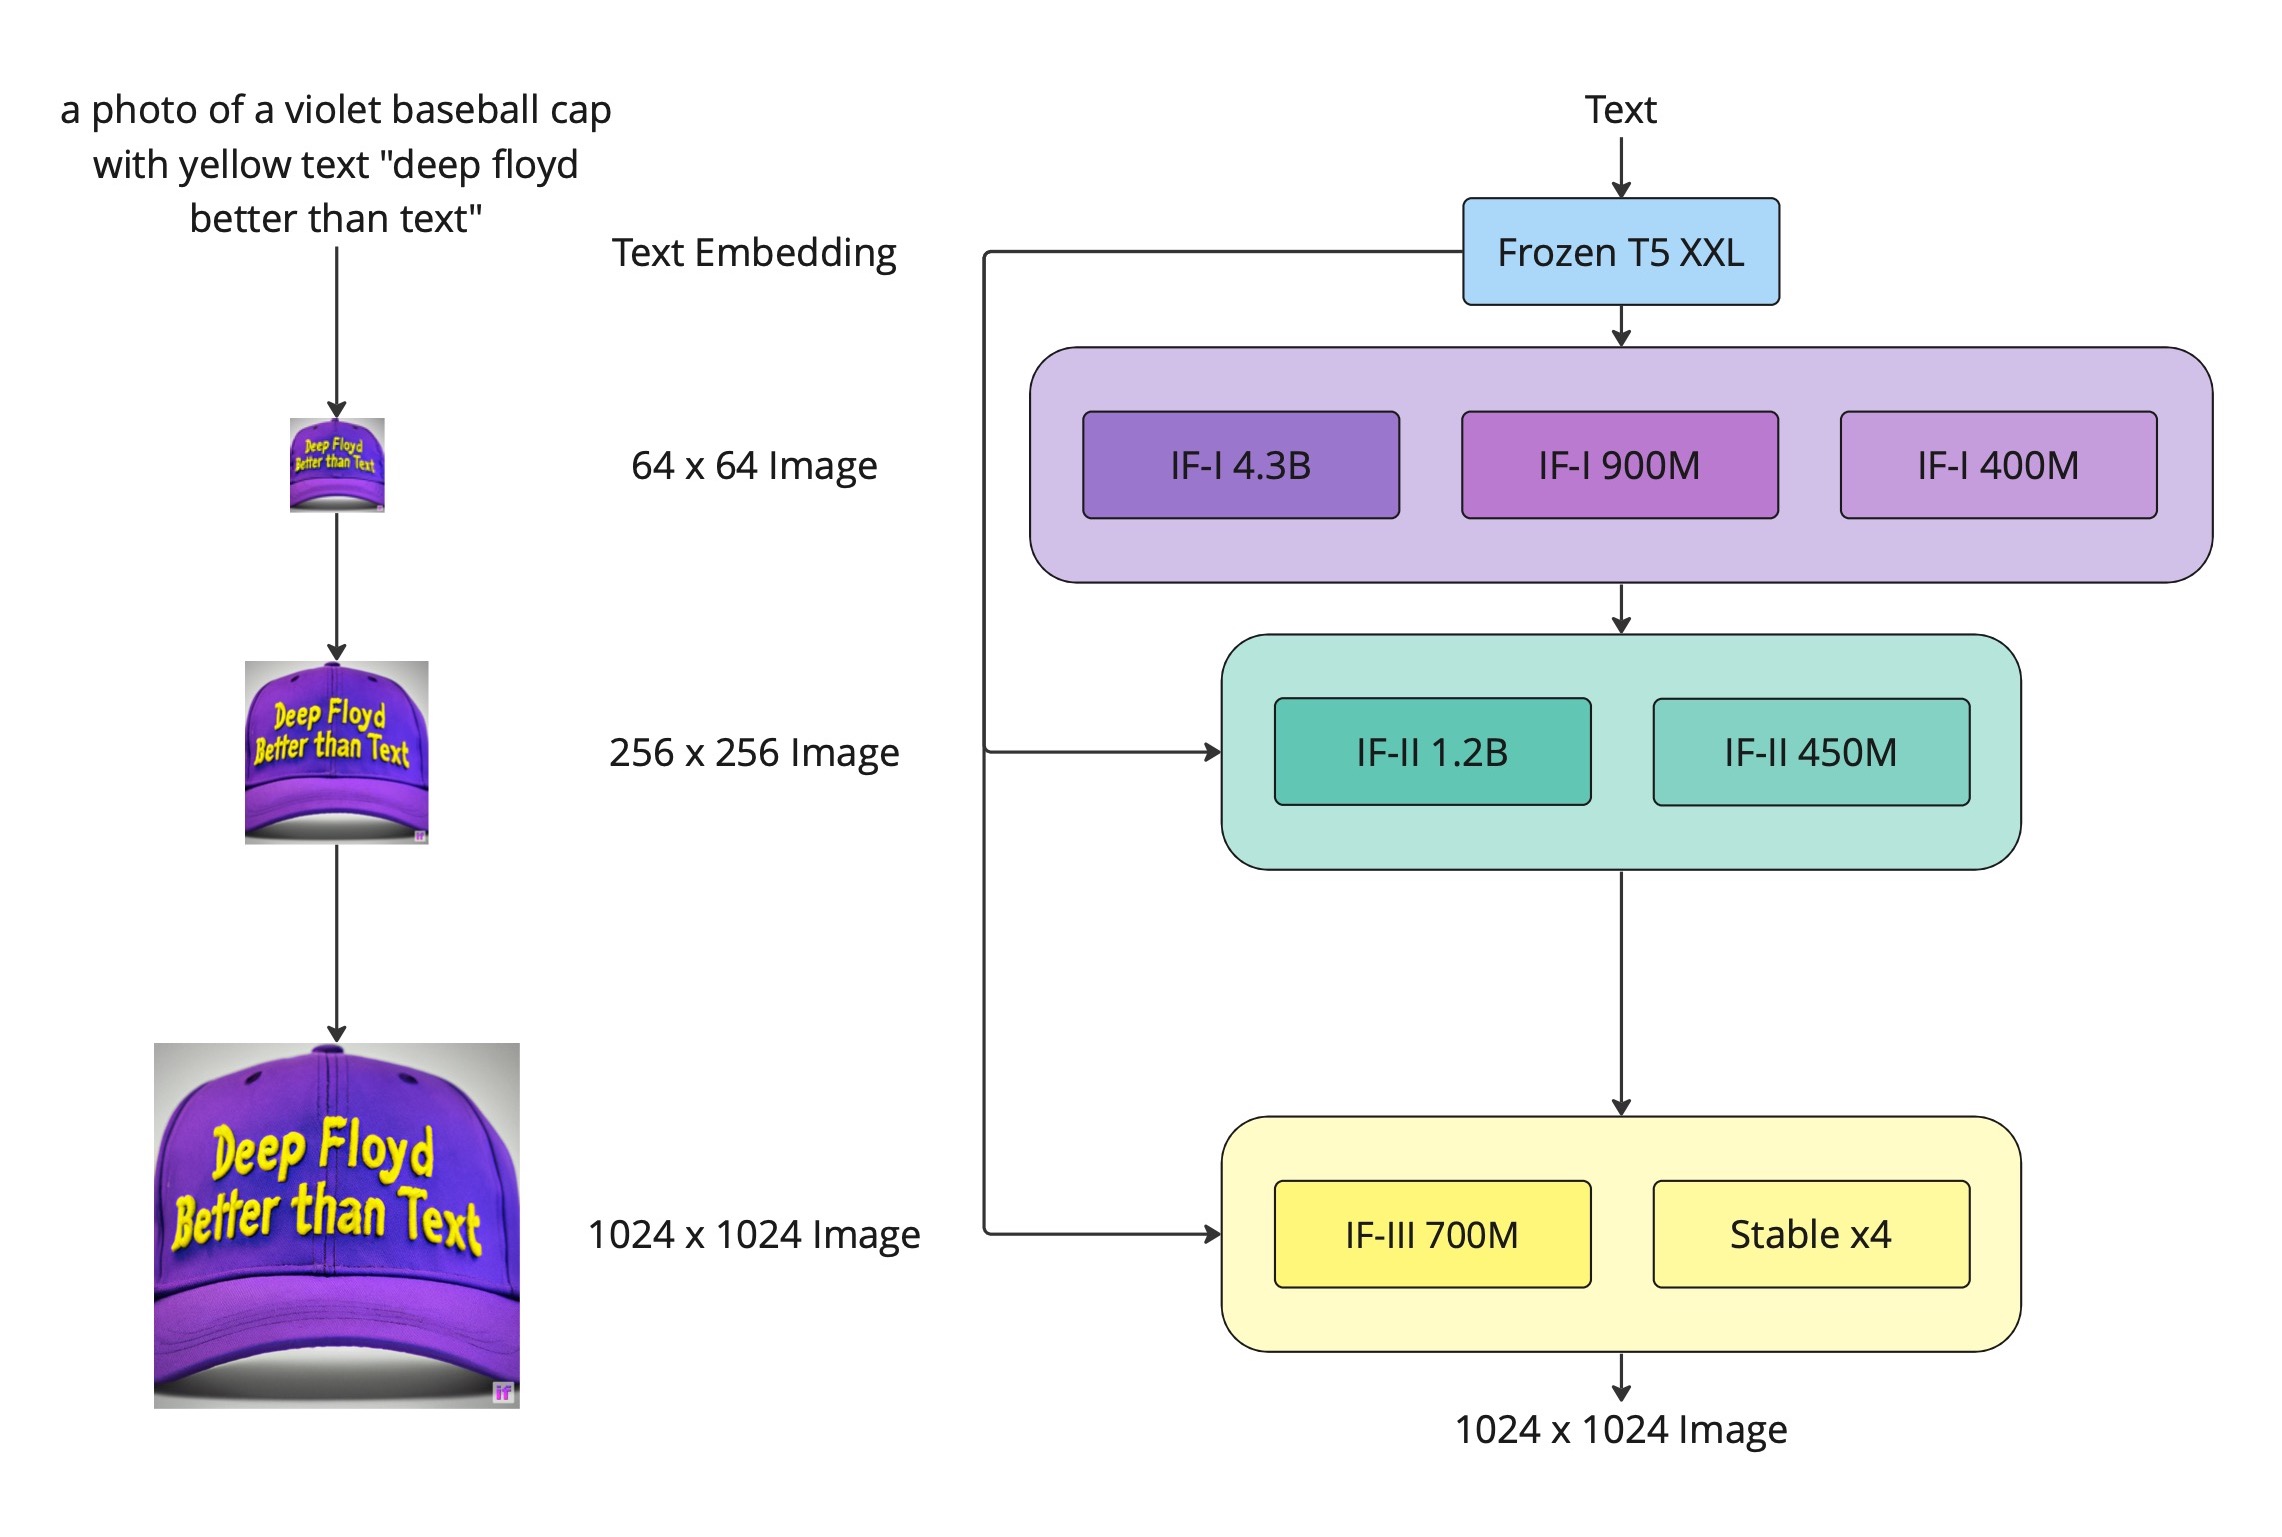 a photo of a violet baseball cap
with yellow text "deep floyd
better than text"
Text
Text Embedding
Frozen T5 XXL
Deep Floyd
Better than Text
64 x 64 Image
IF-I 4.3B
IF-I 900M
IF-I 400M
Deep Floyd
Better than Text
if
256 x 256 Image
IF-II 1.2B
IF-II 450M
Deep Floyd
Better than Text
if
1024 x 1024 Image
IF-III 700M
Stable x4
1024 x 1024 Image